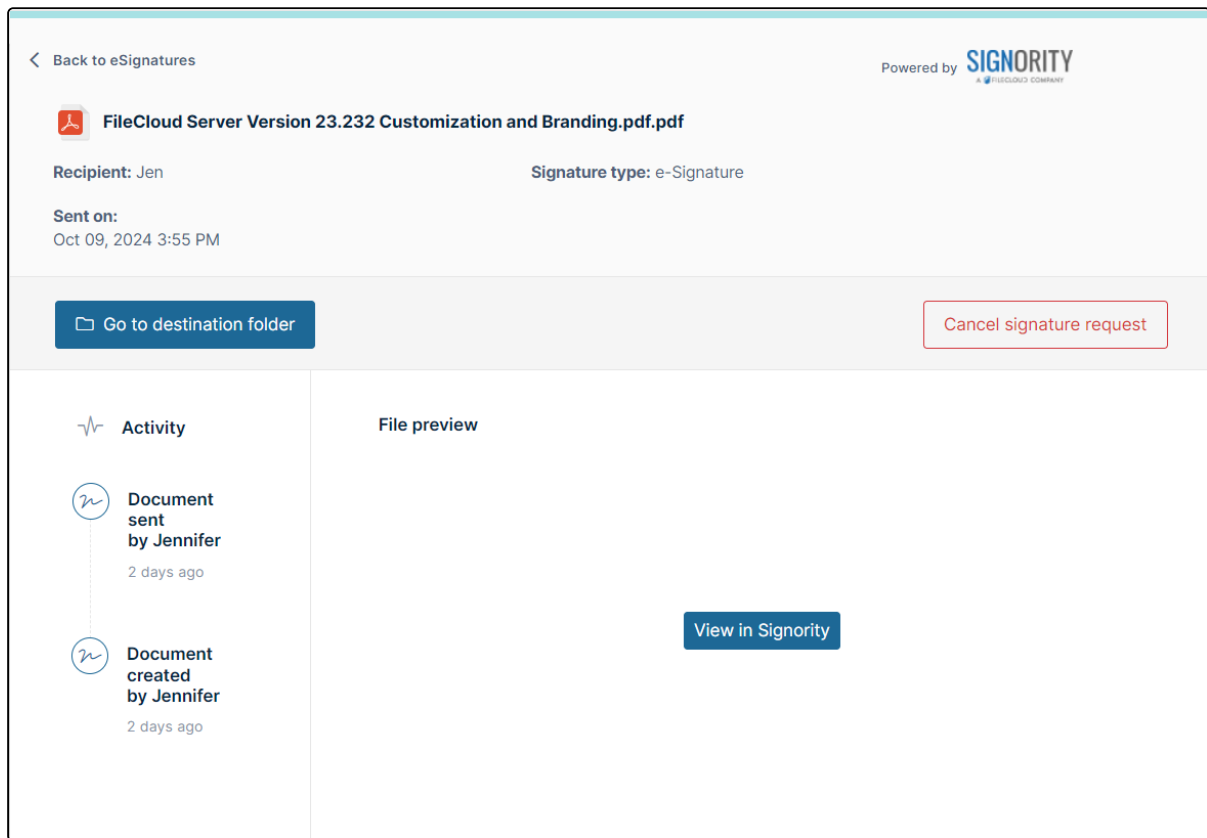 Back to eSignatures
Powered by SIGNORITY
A FILECLOUD COMPANY
FileCloud Server Version 23.232 Customization and Branding.pdf.pdf
Recipient: Jen
Signature type: e-Signature
Sent on:
Oct 09, 2024 3:55 PM
Go to destination folder
Cancel signature request
Activity
Document
sent
by Jennifer
2 days ago
Document
created
by Jennifer
2 days ago
File preview
View in Signority